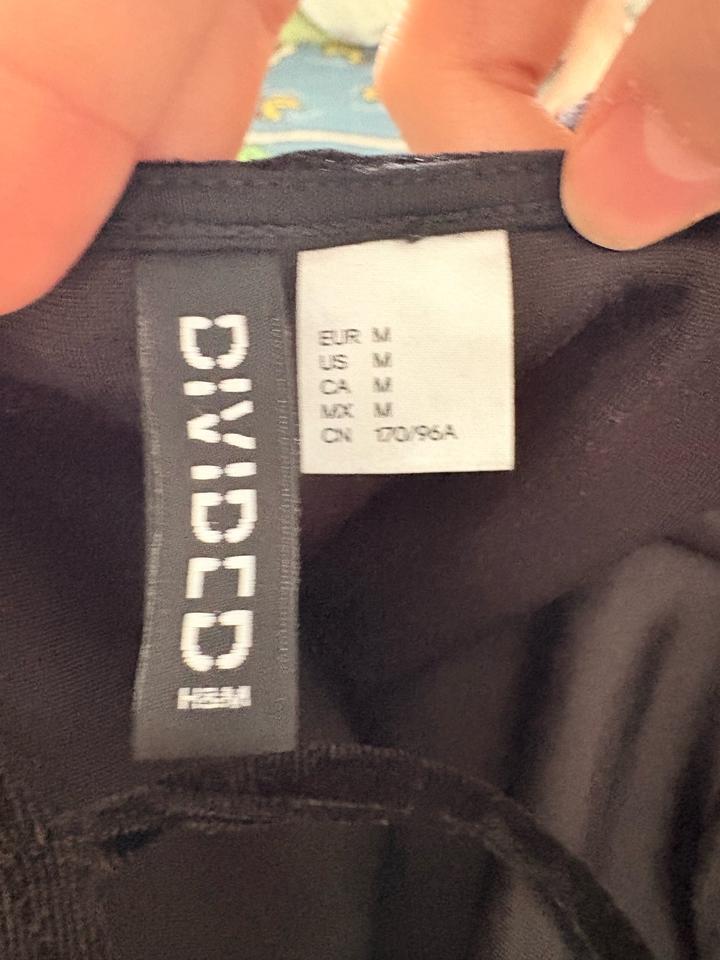 DIVIDED
H&M
EUR M
US M
CA M
MX M
CN 170/96A